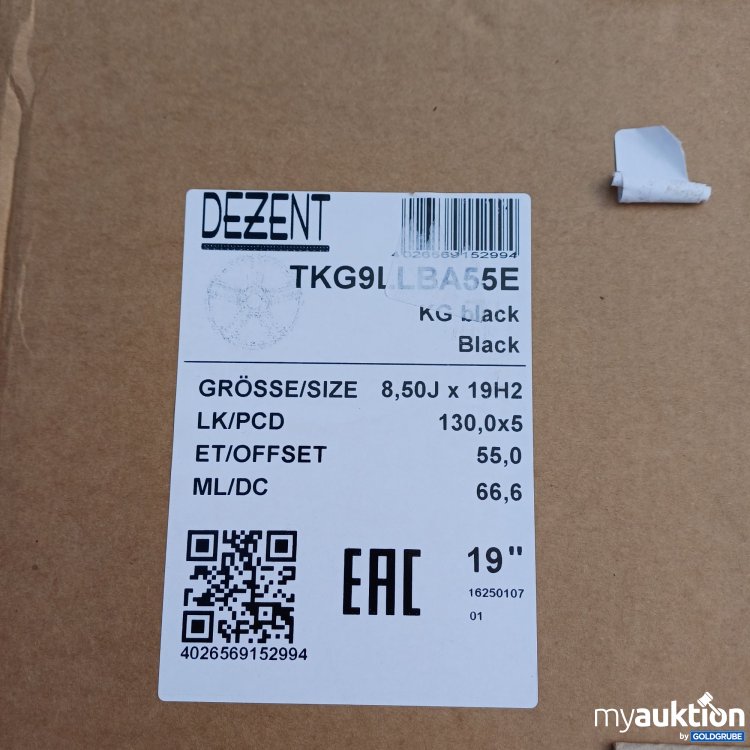 DEZENT
4026569152994
TKG9LLBA55E
KG black
Black
GRÖSSE/SIZE 8,50J x 19H2
LK/PCD 130,0x5
ET/OFFSET 55,0
ML/DC 66,6
EAC
19"
16250107
01
4026569152994
myauktion
by GOLDGRUBE